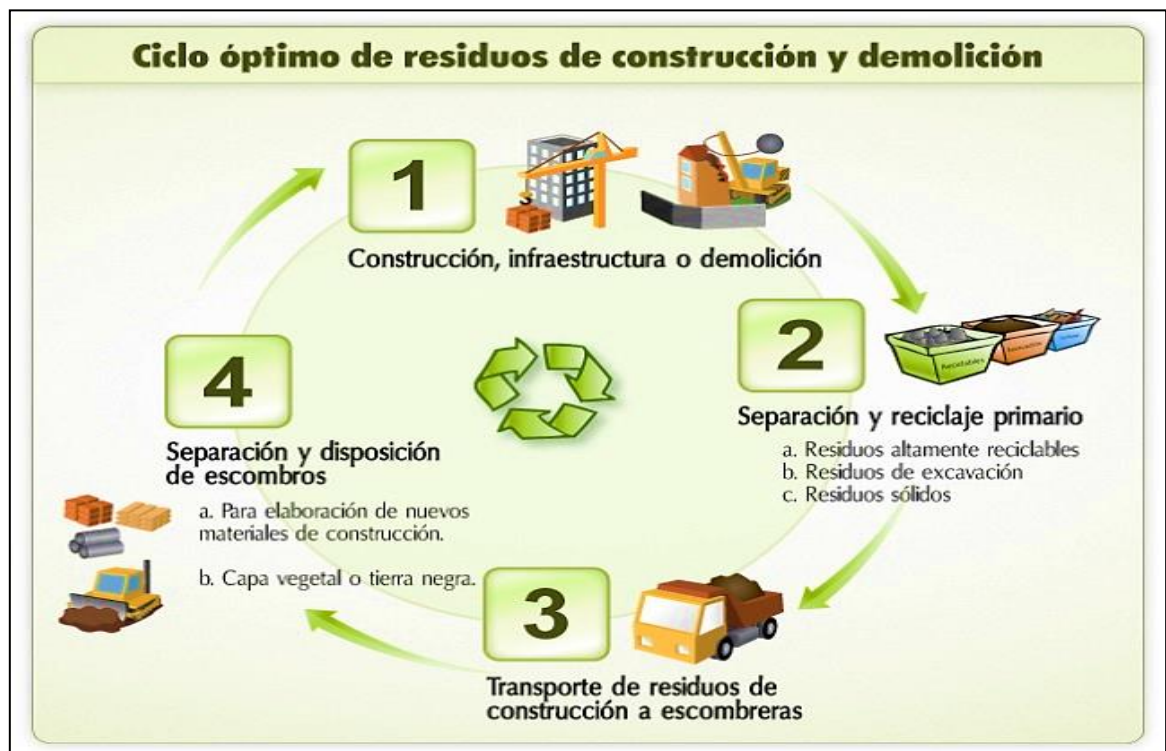 Ciclo óptimo de residuos de construcción y demolición
1
Construcción, infraestructura o demolición
2
Reciclables
Excavación
Separación y reciclaje primario
a. Residuos altamente reciclables
b. Residuos de excavación
c. Residuos sólidos
3
Transporte de residuos de
construcción a escombreras
4
Separación y disposición
de escombros
a. Para elaboración de nuevos
materiales de construcción.
b. Capa vegetal o tierra negra.